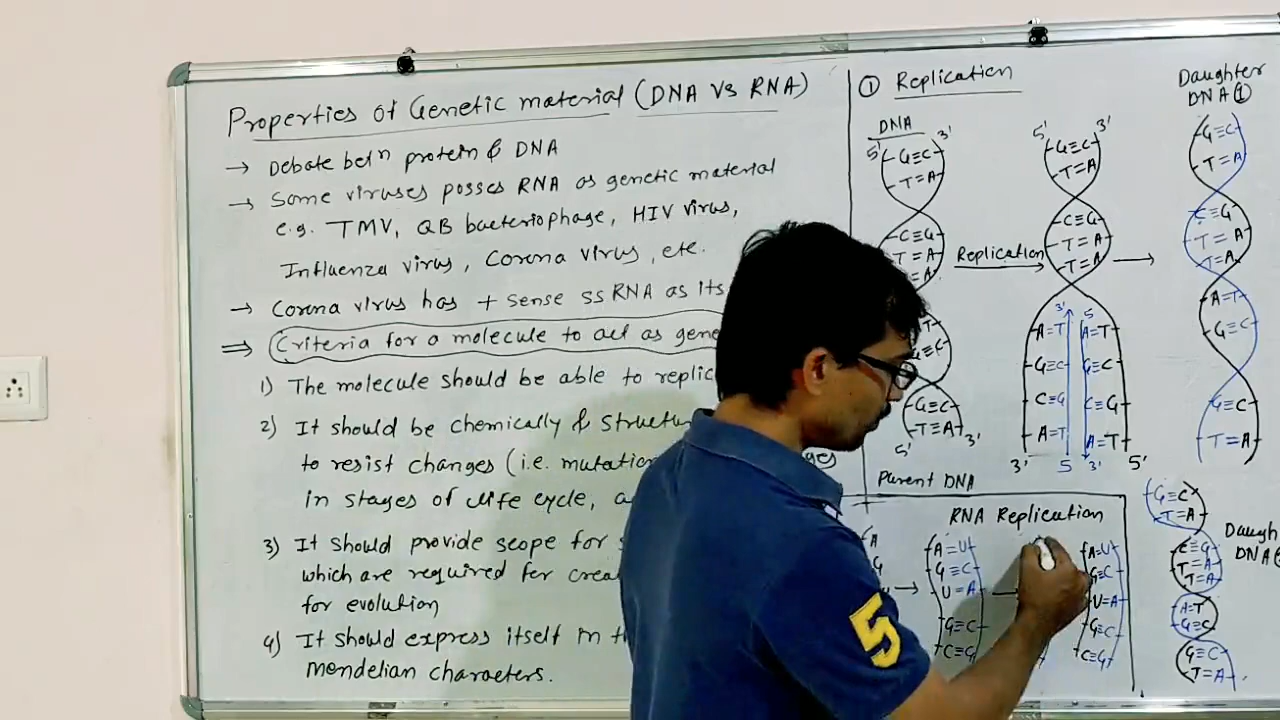 Properties of Genetic material (DNA vs RNA)
→ Debate betn protein & DNA
→ Some viruses posses RNA as genetic material
e.g. TMV, QB bacteriophage, HIV virus,
Influenza virus, Corona virus, etc.
→ Corona virus has + sense ssRNA as its
⇒ Criteria for a molecule to act as gene
1) The molecule should be able to replic
2) It should be chemically & structu
to resist changes (i.e. mutation
in stages of life cycle, a
3) It should provide scope for
which are required for crea
for evolution
4) It should express itself in t
mendelian characters.
① Replication
DNA
5' 3'
G≡C
T=A
C≡G
T=A
=A
T
≡C
G≡C
T≡A
5' 3'
Parent DNA
Replication
5' 3'
G≡C
T=A
C≡G
T=A
T=A
3' 5
A=T A=T
G≡C G≡C
C≡G C≡G
A=T A=T
3' 5 3' 5'
Daughter
DNA ①
G≡C
T=A
C≡G
T=A
T=A
A=T
G≡C
G≡C
T=A
ages
RNA Replication
A
G
→
A=U
G≡C
U=A
G≡C
C≡G
→
A=U
G≡C
U=A
G≡C
C≡G
G≡C
T=A
C≡G
T=A
T=A
A=T
G≡C
G≡C
T=A
Daugh
DNA
5